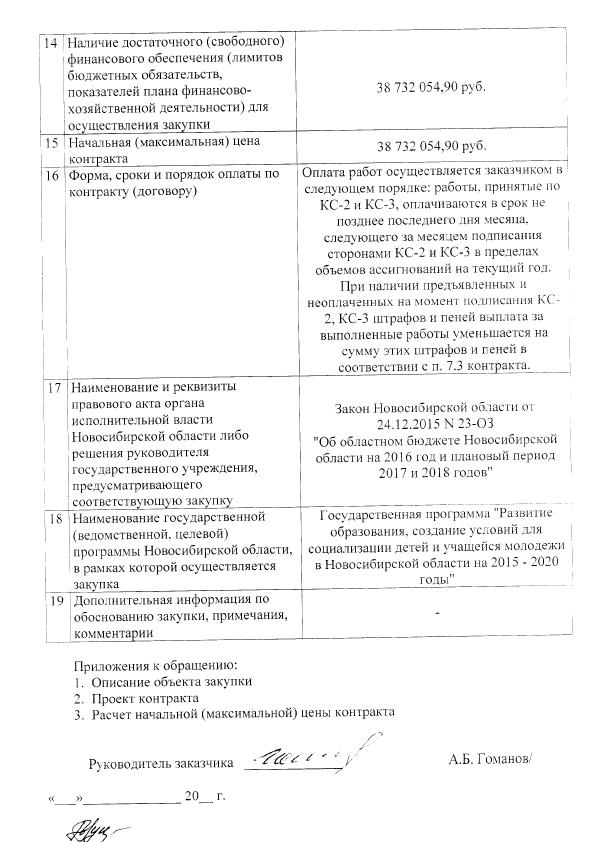 14 Наличие достаточного (свободного)
финансового обеспечения (лимитов
бюджетных обязательств,
показателей плана финансово-
хозяйственной деятельности) для
осуществления закупки
38 732 054,90 руб.
15 Начальная (максимальная) цена
контракта
38 732 054,90 руб.
16 Форма, сроки и порядок оплаты по
контракту (договору)
Оплата работ осуществляется заказчиком в
следующем порядке: работы, принятые по
КС-2 и КС-3, оплачиваются в срок не
позднее последнего дня месяца,
следующего за месяцем подписания
сторонами КС-2 и КС-3 в пределах
объемов ассигнований на текущий год.
При наличии предъявленных и
неоплаченных на момент подписания КС-
2, КС-3 штрафов и пеней выплата за
выполненные работы уменьшается на
сумму этих штрафов и пеней в
соответствии с п. 7.3 контракта.
17 Наименование и реквизиты
правового акта органа
исполнительной власти
Новосибирской области либо
решения руководителя
государственного учреждения,
предусматривающего
соответствующую закупку
Закон Новосибирской области от
24.12.2015 N 23-ОЗ
"Об областном бюджете Новосибирской
области на 2016 год и плановый период
2017 и 2018 годов"
18 Наименование государственной
(ведомственной, целевой)
программы Новосибирской области,
в рамках которой осуществляется
закупка
Государственная программа "Развитие
образования, создание условий для
социализации детей и учащейся молодежи
в Новосибирской области на 2015 - 2020
годы"
19 Дополнительная информация по
обоснованию закупки, примечания,
комментарии
-
Приложения к обращению:
1. Описание объекта закупки
2. Проект контракта
3. Расчет начальной (максимальной) цены контракта
Руководитель заказчика ______________ А.Б. Гоманов/
«___»______________ 20__ г.